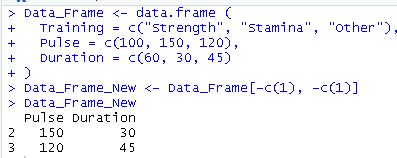 > Data_Frame <- data.frame (
+   Training = c("Strength", "Stamina", "Other"),
+   Pulse = c(100, 150, 120),
+   Duration = c(60, 30, 45)
+ )
> Data_Frame_New <- Data_Frame[-c(1), -c(1)]
> Data_Frame_New
  Pulse Duration
2   150       30
3   120       45